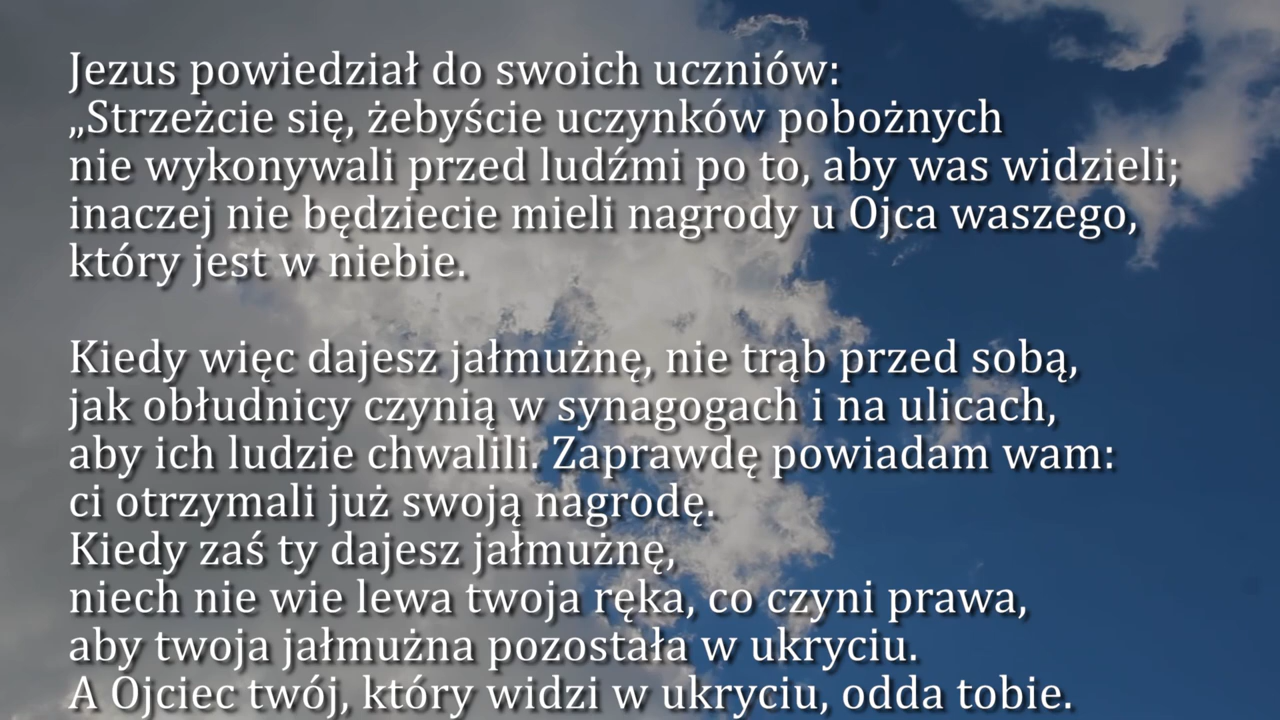 Jezus powiedział do swoich uczniów:
„Strzeżcie się, żebyście uczynków pobożnych
nie wykonywali przed ludźmi po to, aby was widzieli;
inaczej nie będziecie mieli nagrody u Ojca waszego,
który jest w niebie.
Kiedy więc dajesz jałmużnę, nie trąb przed sobą,
jak obłudnicy czynią w synagogach i na ulicach,
aby ich ludzie chwalili. Zaprawdę powiadam wam:
ci otrzymali już swoją nagrodę.
Kiedy zaś ty dajesz jałmużnę,
niech nie wie lewa twoja ręka, co czyni prawa,
aby twoja jałmużna pozostała w ukryciu.
A Ojciec twój, który widzi w ukryciu, odda tobie.